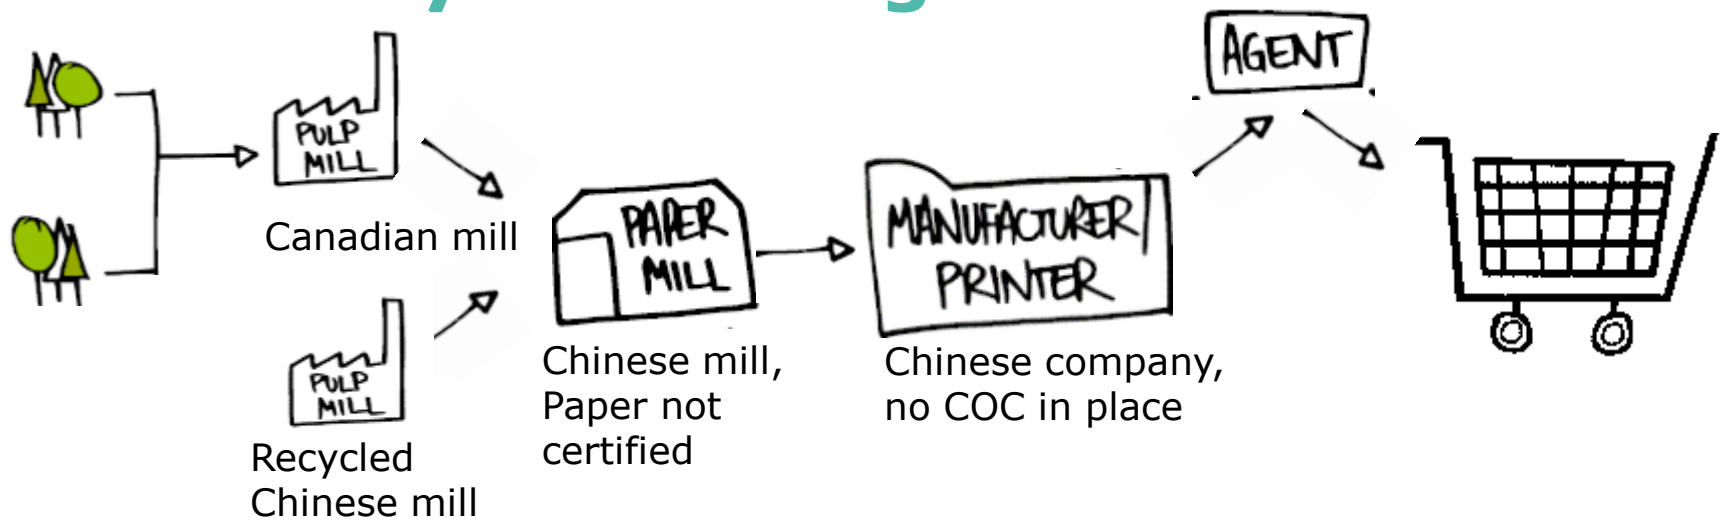 AGENT
PULP
MILL
Canadian mill
PAPER
MILL
MANUFACTURER/
PRINTER
PULP
MILL
Chinese mill,
Paper not
certified
Chinese company,
no COC in place
Recycled
Chinese mill